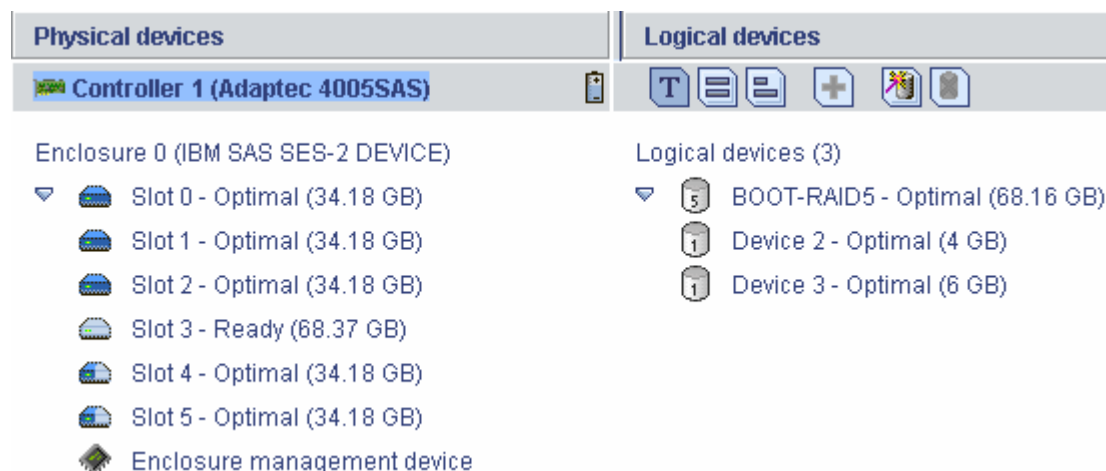 Physical devices
Logical devices
Controller 1 (Adaptec 4005SAS)
T
Enclosure 0 (IBM SAS SES-2 DEVICE)
Slot 0 - Optimal (34.18 GB)
Slot 1 - Optimal (34.18 GB)
Slot 2 - Optimal (34.18 GB)
Slot 3 - Ready (68.37 GB)
Slot 4 - Optimal (34.18 GB)
Slot 5 - Optimal (34.18 GB)
Enclosure management device
Logical devices (3)
5 BOOT-RAID5 - Optimal (68.16 GB)
1 Device 2 - Optimal (4 GB)
1 Device 3 - Optimal (6 GB)